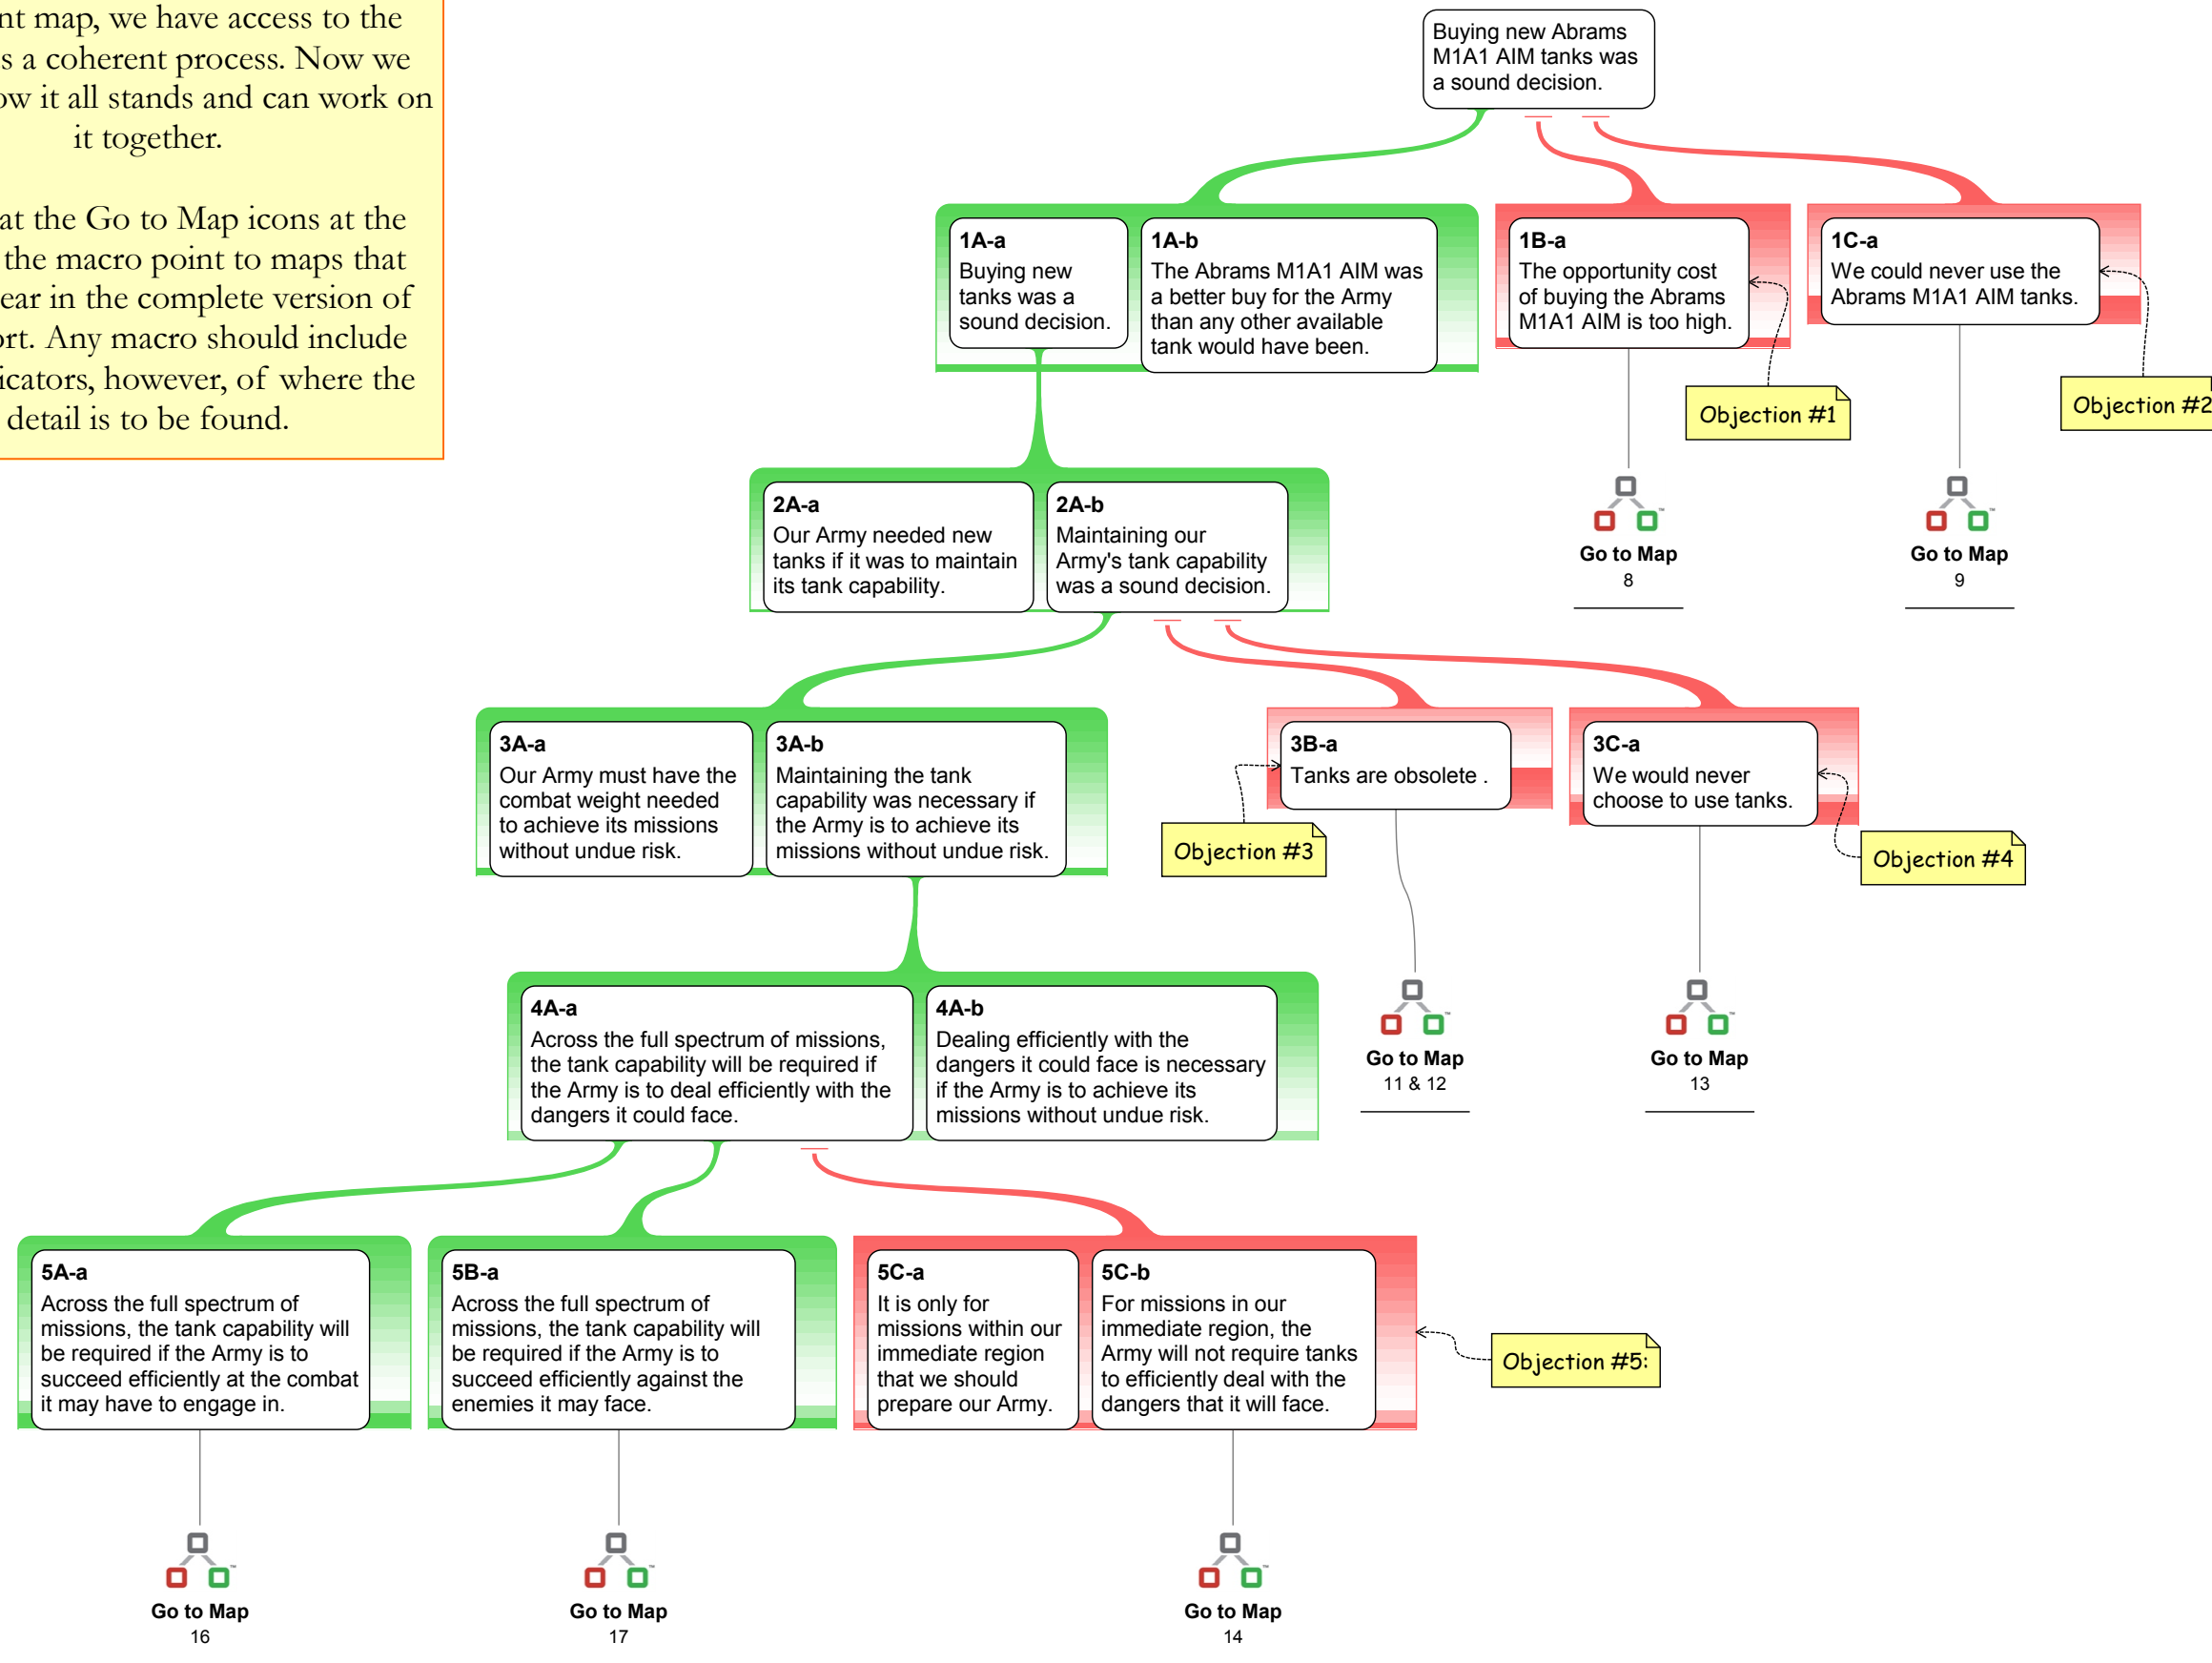 nt map, we have access to the
s a coherent process. Now we
ow it all stands and can work on
it together.
at the Go to Map icons at the
the macro point to maps that
ear in the complete version of
ort. Any macro should include
icators, however, of where the
detail is to be found.
Buying new Abrams
M1A1 AIM tanks was
a sound decision.
1A-a
Buying new
tanks was a
sound decision.
1A-b
The Abrams M1A1 AIM was
a better buy for the Army
than any other available
tank would have been.
1B-a
The opportunity cost
of buying the Abrams
M1A1 AIM is too high.
1C-a
We could never use the
Abrams M1A1 AIM tanks.
Objection #1
Objection #2
Go to Map
8
Go to Map
9
2A-a
Our Army needed new
tanks if it was to maintain
its tank capability.
2A-b
Maintaining our
Army's tank capability
was a sound decision.
3A-a
Our Army must have the
combat weight needed
to achieve its missions
without undue risk.
3A-b
Maintaining the tank
capability was necessary if
the Army is to achieve its
missions without undue risk.
3B-a
Tanks are obsolete .
3C-a
We would never
choose to use tanks.
Objection #3
Objection #4
Go to Map
11 & 12
Go to Map
13
4A-a
Across the full spectrum of missions,
the tank capability will be required if
the Army is to deal efficiently with the
dangers it could face.
4A-b
Dealing efficiently with the
dangers it could face is necessary
if the Army is to achieve its
missions without undue risk.
5A-a
Across the full spectrum of
missions, the tank capability will
be required if the Army is to
succeed efficiently at the combat
it may have to engage in.
5B-a
Across the full spectrum of
missions, the tank capability will
be required if the Army is to
succeed efficiently against the
enemies it may face.
5C-a
It is only for
missions within our
immediate region
that we should
prepare our Army.
5C-b
For missions in our
immediate region, the
Army will not require tanks
to efficiently deal with the
dangers that it will face.
Objection #5:
Go to Map
16
Go to Map
17
Go to Map
14